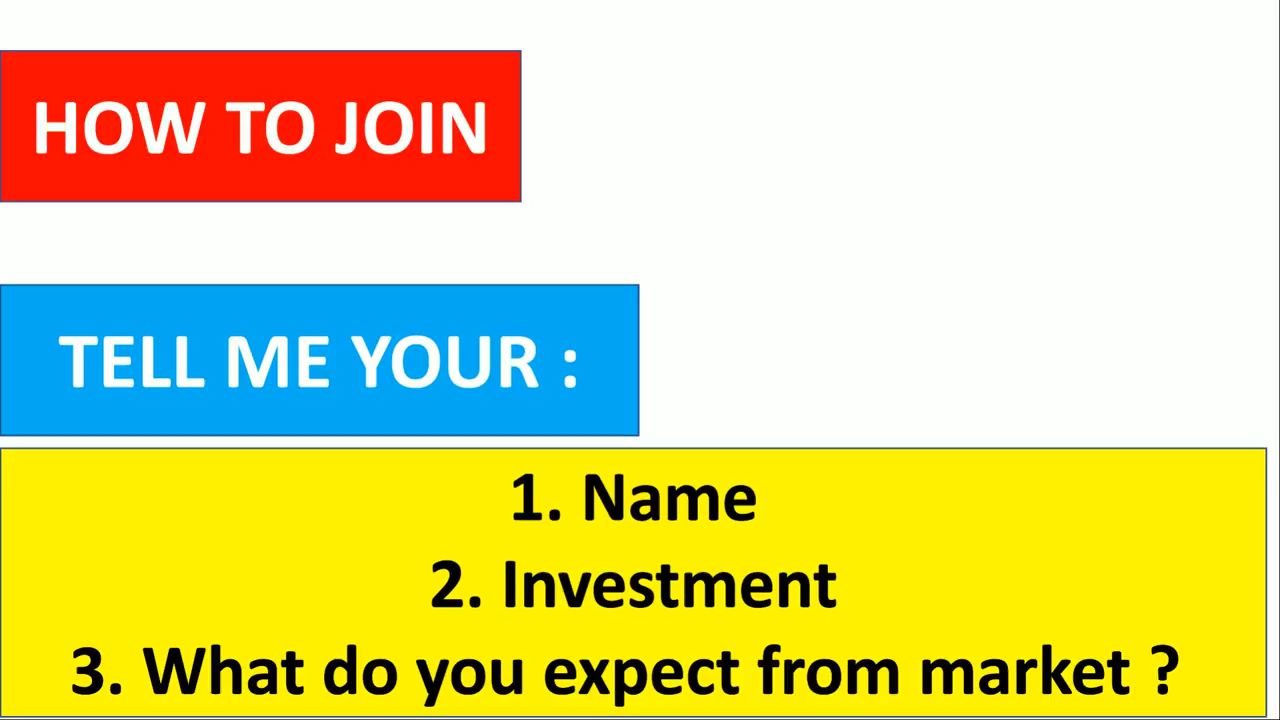 HOW TO JOIN
TELL ME YOUR :
1. Name
2. Investment
3. What do you expect from market ?